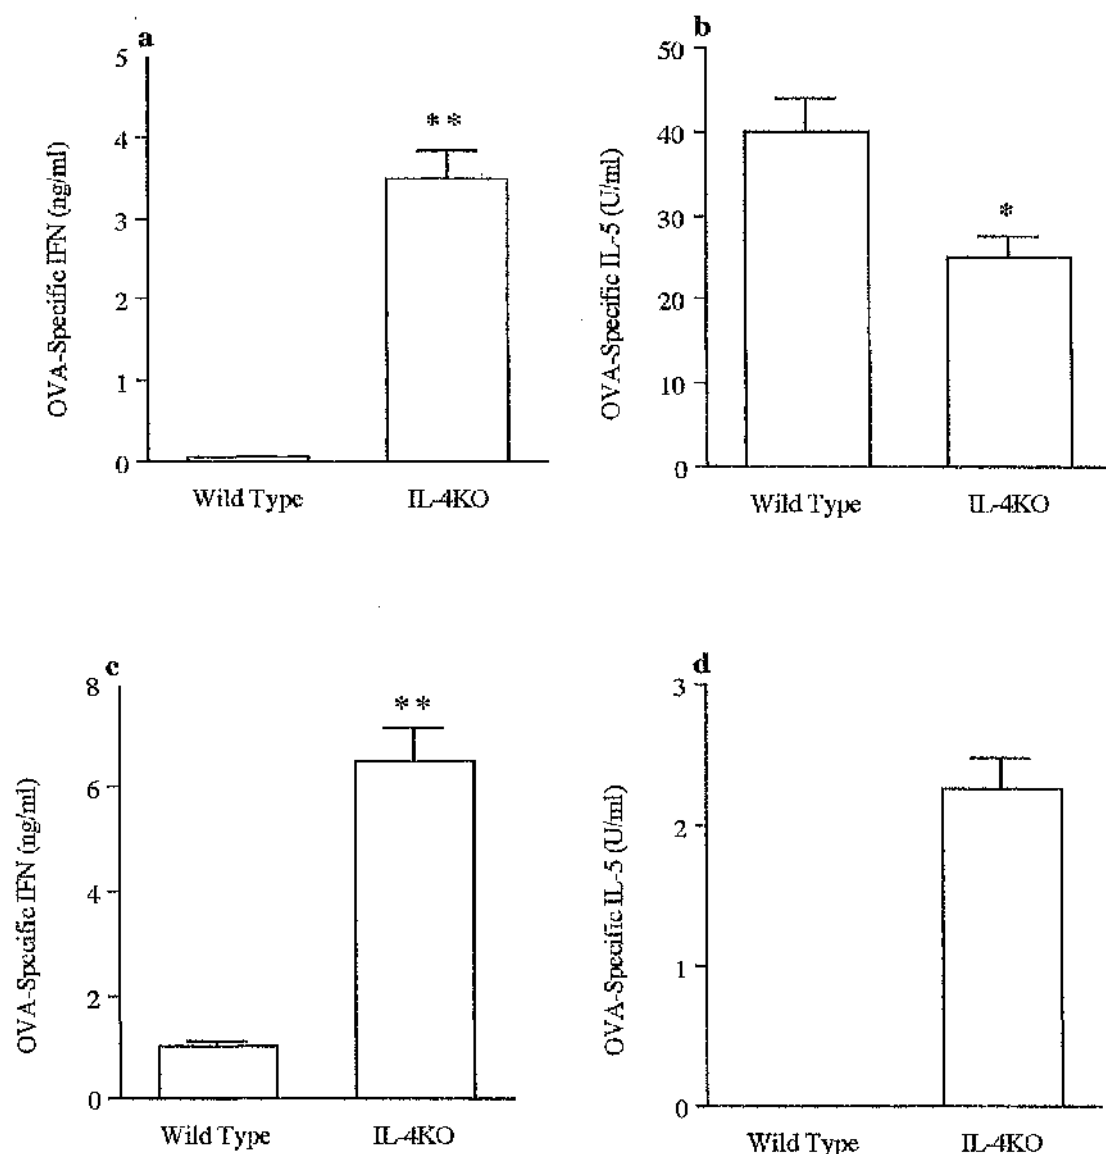 a
5
4
3
2
1
0
OVA-Specific IFN (ng/ml)
**
Wild Type IL-4KO
b
50
40
30
20
10
0
OVA-Specific IL-5 (U/ml)
*
Wild Type IL-4KO
c
8
6
4
2
0
OVA-Specific IFN (ng/ml)
**
Wild Type IL-4KO
d
3
2
1
0
OVA-Specific IL-5 (U/ml)
Wild Type IL-4KO